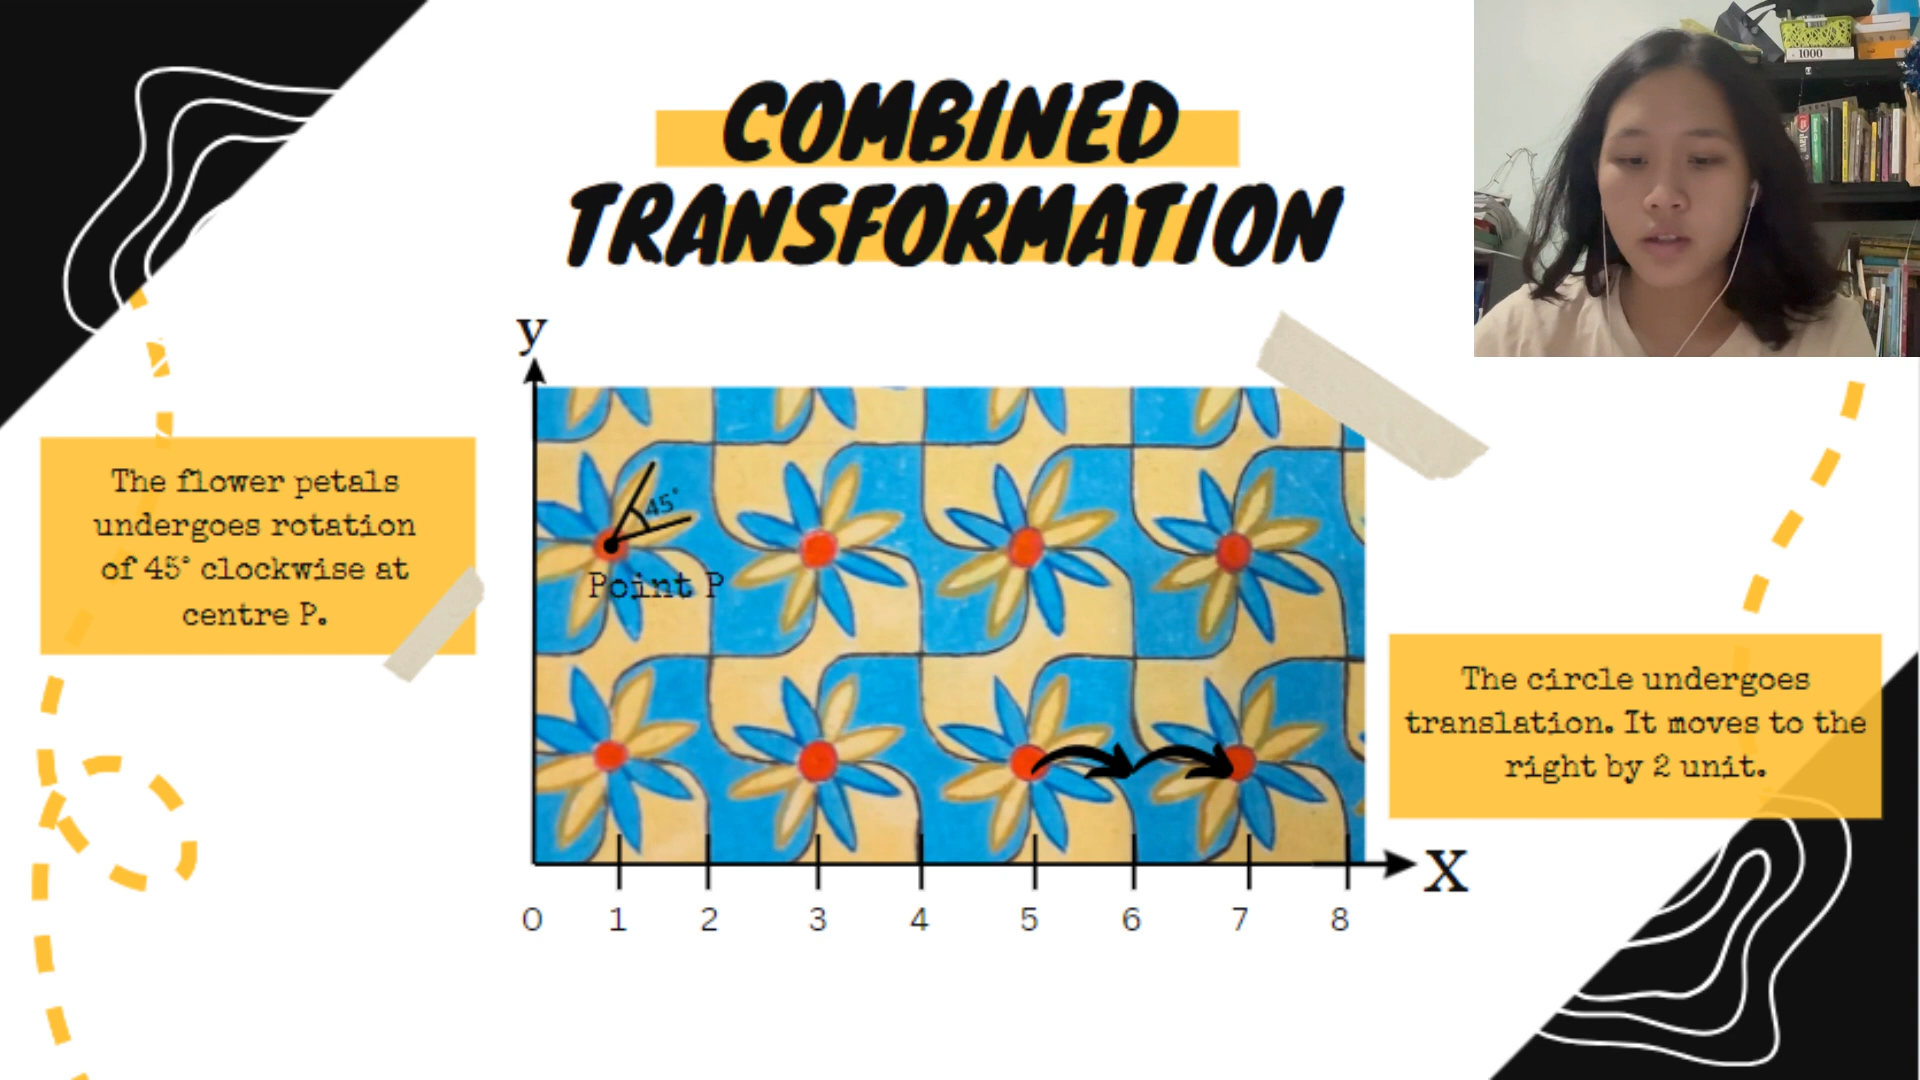 COMBINED
TRANSFORMATION
1000
y
45°
Point P
The flower petals
undergoes rotation
of 45° clockwise at
centre P.
The circle undergoes
translation. It moves to the
right by 2 unit.
X
0 1 2 3 4 5 6 7 8